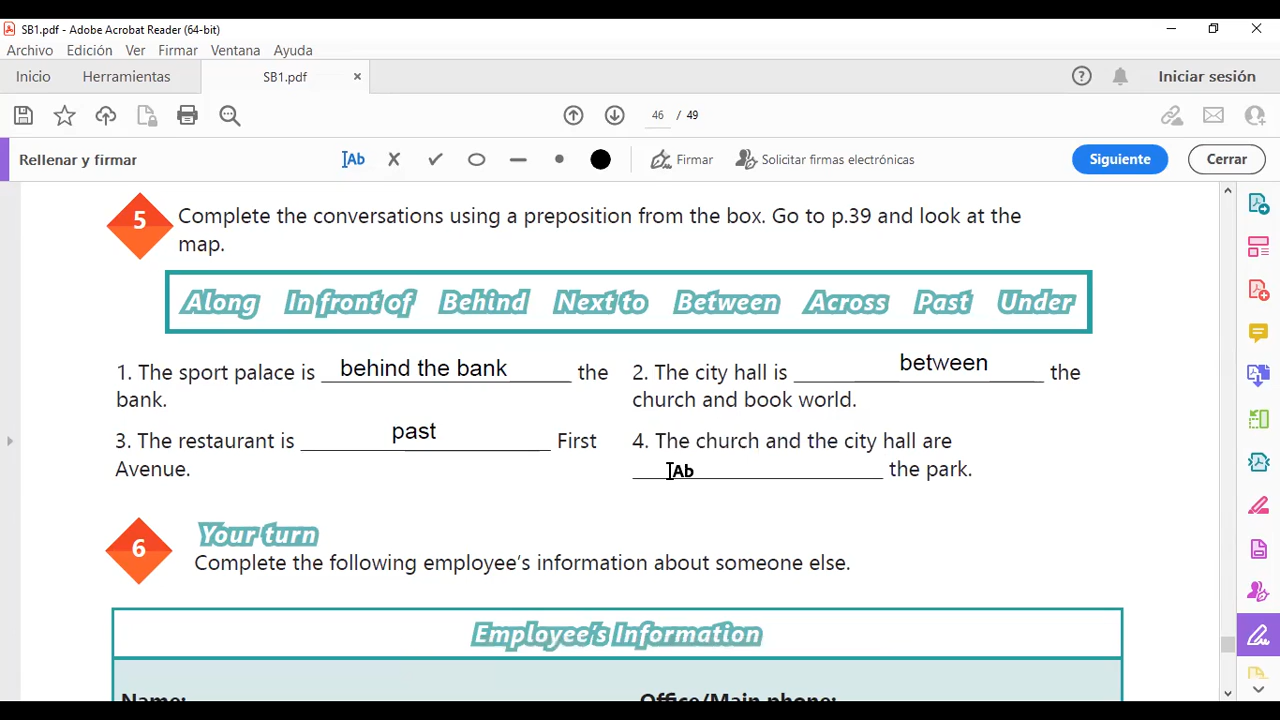 SB1.pdf - Adobe Acrobat Reader (64-bit)
Archivo Edición Ver Firmar Ventana Ayuda
Inicio Herramientas SB1.pdf × Iniciar sesión
46 / 49
Rellenar y firmar Ab Firmar Solicitar firmas electrónicas Siguiente Cerrar
5 Complete the conversations using a preposition from the box. Go to p.39 and look at the
map.
Along In front of Behind Next to Between Across Past Under
1. The sport palace is behind the bank the
bank.
2. The city hall is between the
church and book world.
3. The restaurant is past First
Avenue.
4. The church and the city hall are
Ab the park.
6 Your turn
Complete the following employee's information about someone else.
Employee's Information
Name: Office/Main phone: